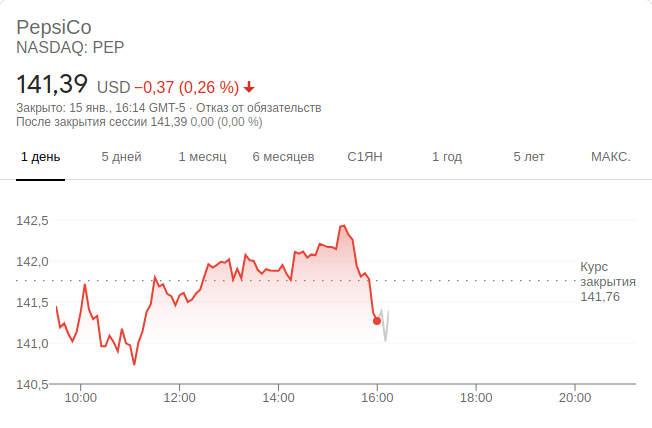 PepsiCo
NASDAQ: PEP
141,39 USD −0,37 (0,26 %)
Закрыто: 15 янв., 16:14 GMT-5 · Отказ от обязательств
После закрытия сессии 141,39 0,00 (0,00 %)
1 день 5 дней 1 месяц 6 месяцев С1ЯН 1 год 5 лет МАКС.
142,5
142,0
Курс
закрытия
141,76
141,5
141,0
140,5
10:00 12:00 14:00 16:00 18:00 20:00